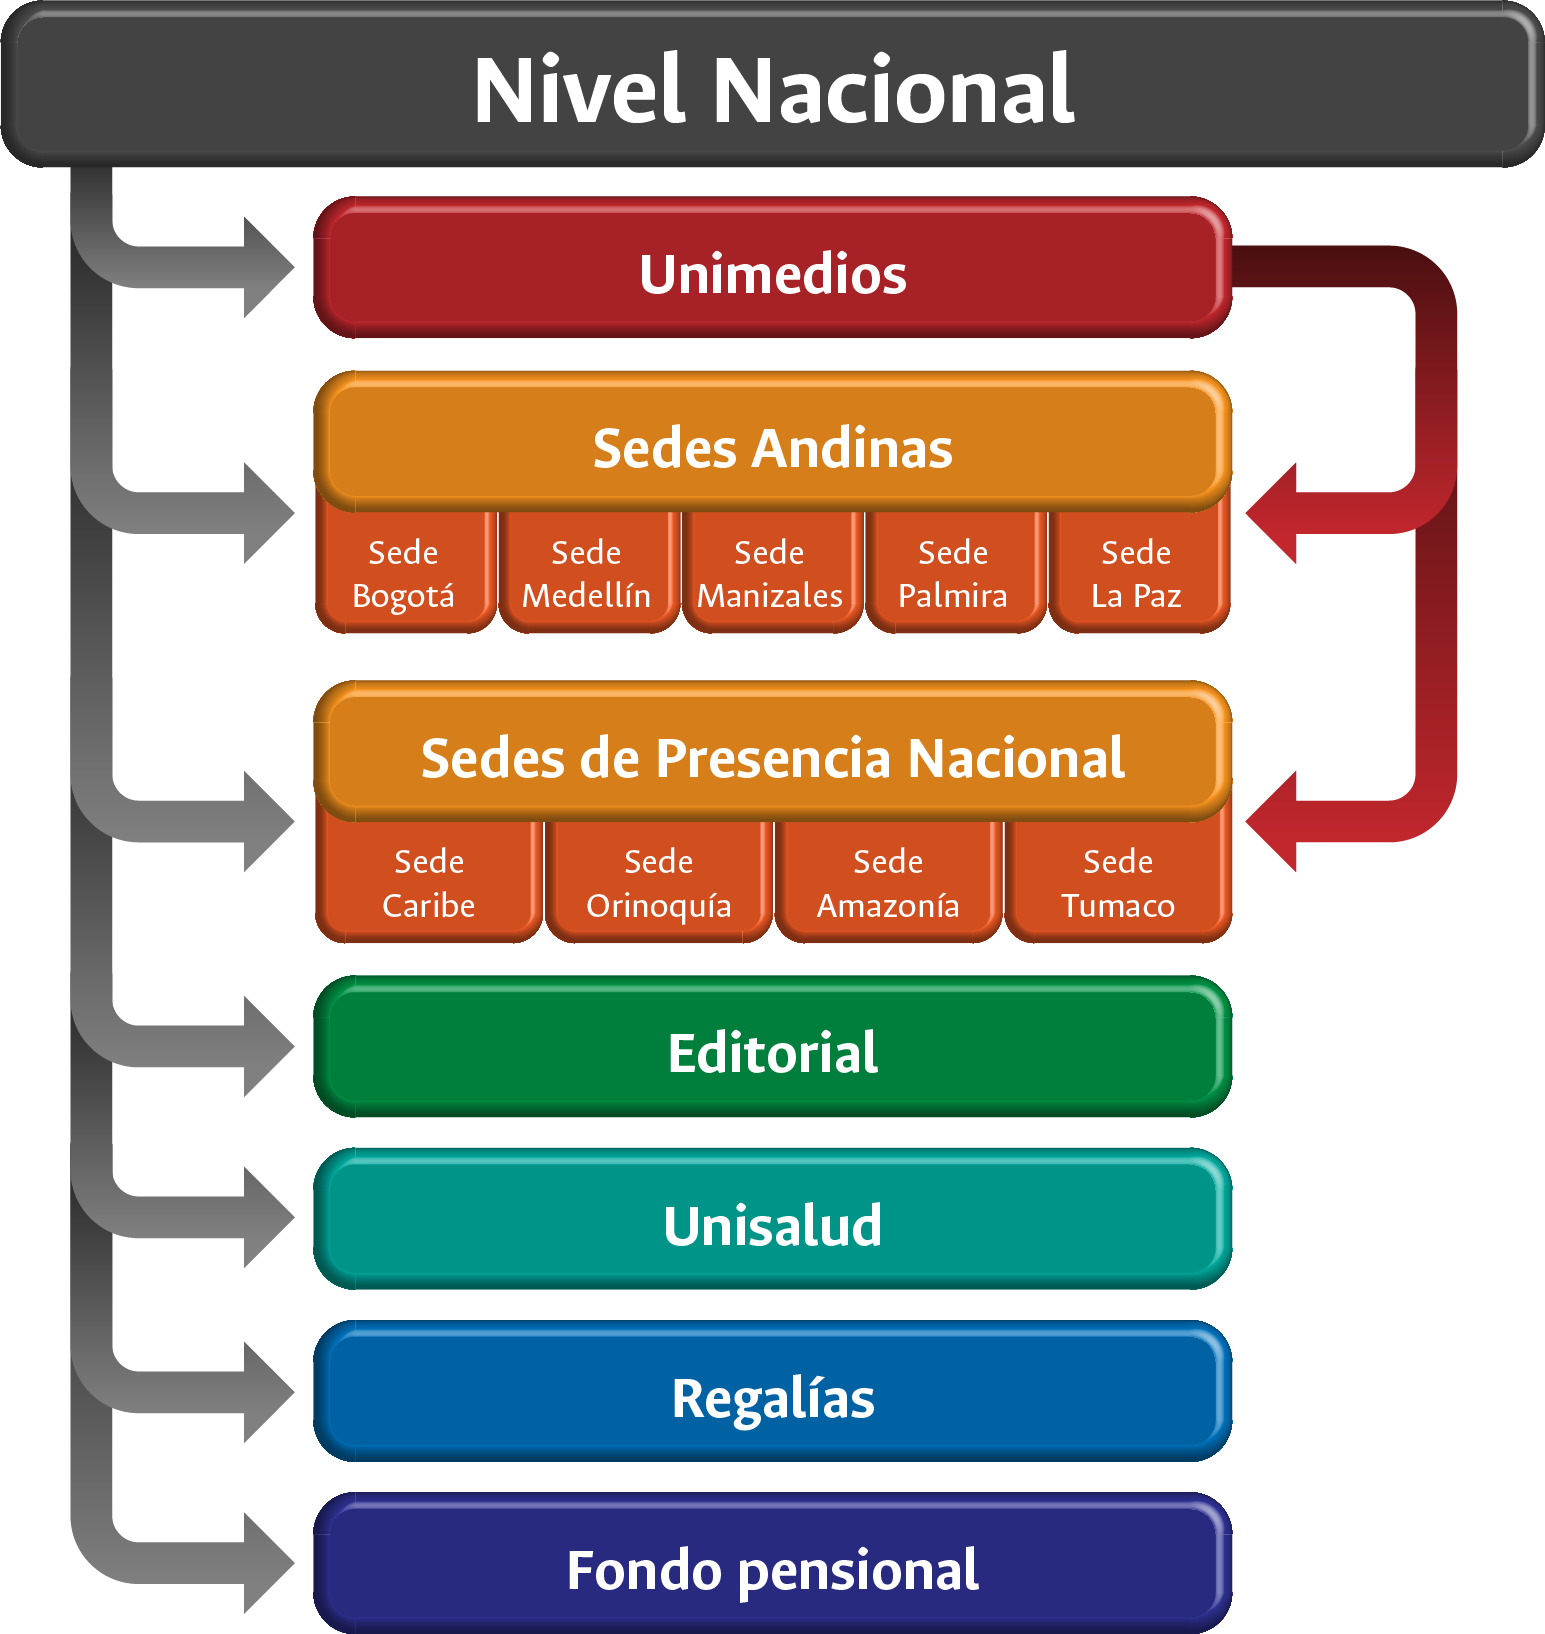 Nivel Nacional
Unimedios
Sedes Andinas
Sede
Bogotá
Sede
Medellín
Sede
Manizales
Sede
Palmira
Sede
La Paz
Sedes de Presencia Nacional
Sede
Caribe
Sede
Orinoquía
Sede
Amazonía
Sede
Tumaco
Editorial
Unisalud
Regalías
Fondo pensional